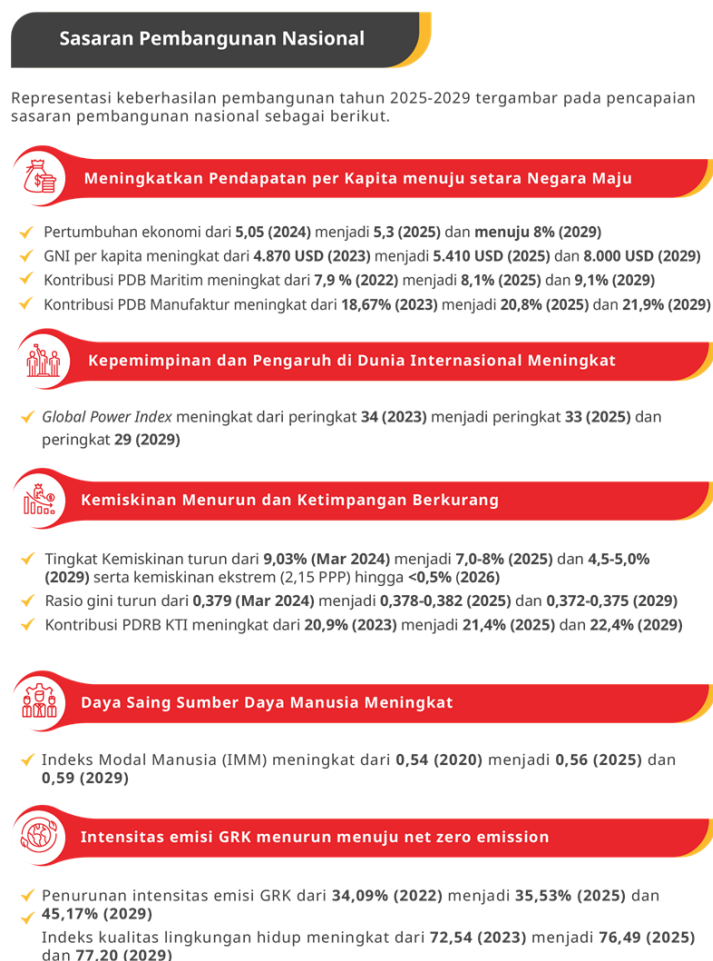 Sasaran Pembangunan Nasional
Representasi keberhasilan pembangunan tahun 2025-2029 tergambar pada pencapaian
sasaran pembangunan nasional sebagai berikut.
Meningkatkan Pendapatan per Kapita menuju setara Negara Maju
Pertumbuhan ekonomi dari 5,05 (2024) menjadi 5,3 (2025) dan menuju 8% (2029)
GNI per kapita meningkat dari 4.870 USD (2023) menjadi 5.410 USD (2025) dan 8.000 USD (2029)
Kontribusi PDB Maritim meningkat dari 7,9 % (2022) menjadi 8,1% (2025) dan 9,1% (2029)
Kontribusi PDB Manufaktur meningkat dari 18,67% (2023) menjadi 20,8% (2025) dan 21,9% (2029)
Kepemimpinan dan Pengaruh di Dunia Internasional Meningkat
Global Power Index meningkat dari peringkat 34 (2023) menjadi peringkat 33 (2025) dan
peringkat 29 (2029)
Kemiskinan Menurun dan Ketimpangan Berkurang
Tingkat Kemiskinan turun dari 9,03% (Mar 2024) menjadi 7,0-8% (2025) dan 4,5-5,0%
(2029) serta kemiskinan ekstrem (2,15 PPP) hingga <0,5% (2026)
Rasio gini turun dari 0,379 (Mar 2024) menjadi 0,378-0,382 (2025) dan 0,372-0,375 (2029)
Kontribusi PDRB KTI meningkat dari 20,9% (2023) menjadi 21,4% (2025) dan 22,4% (2029)
Daya Saing Sumber Daya Manusia Meningkat
Indeks Modal Manusia (IMM) meningkat dari 0,54 (2020) menjadi 0,56 (2025) dan
0,59 (2029)
Intensitas emisi GRK menurun menuju net zero emission
Penurunan intensitas emisi GRK dari 34,09% (2022) menjadi 35,53% (2025) dan
45,17% (2029)
Indeks kualitas lingkungan hidup meningkat dari 72,54 (2023) menjadi 76,49 (2025)
dan 77,20 (2029)